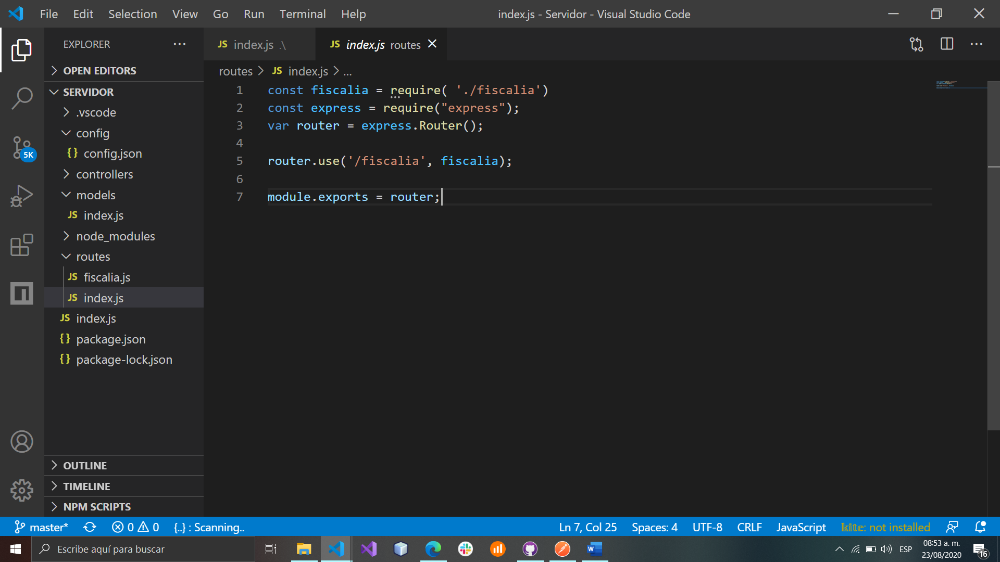 File Edit Selection View Go Run Terminal Help index.js - Servidor - Visual Studio Code
EXPLORER
JS index.js .\ JS index.js routes
OPEN EDITORS
routes > JS index.js > ...
SERVIDOR
.vscode
config
{} config.json
controllers
models
JS index.js
node_modules
routes
JS fiscalia.js
JS index.js
JS index.js
{} package.json
{} package-lock.json
OUTLINE
TIMELINE
NPM SCRIPTS
5K
1 const fiscalia = require( './fiscalia')
2 const express = require("express");
3 var router = express.Router();
4
5 router.use('/fiscalia', fiscalia);
6
7 module.exports = router;
master* 0 0 {..} : Scanning.. Ln 7, Col 25 Spaces: 4 UTF-8 CRLF JavaScript kite: not installed
Escribe aquí para buscar
ESP
08:53 a. m.
23/08/2020
16